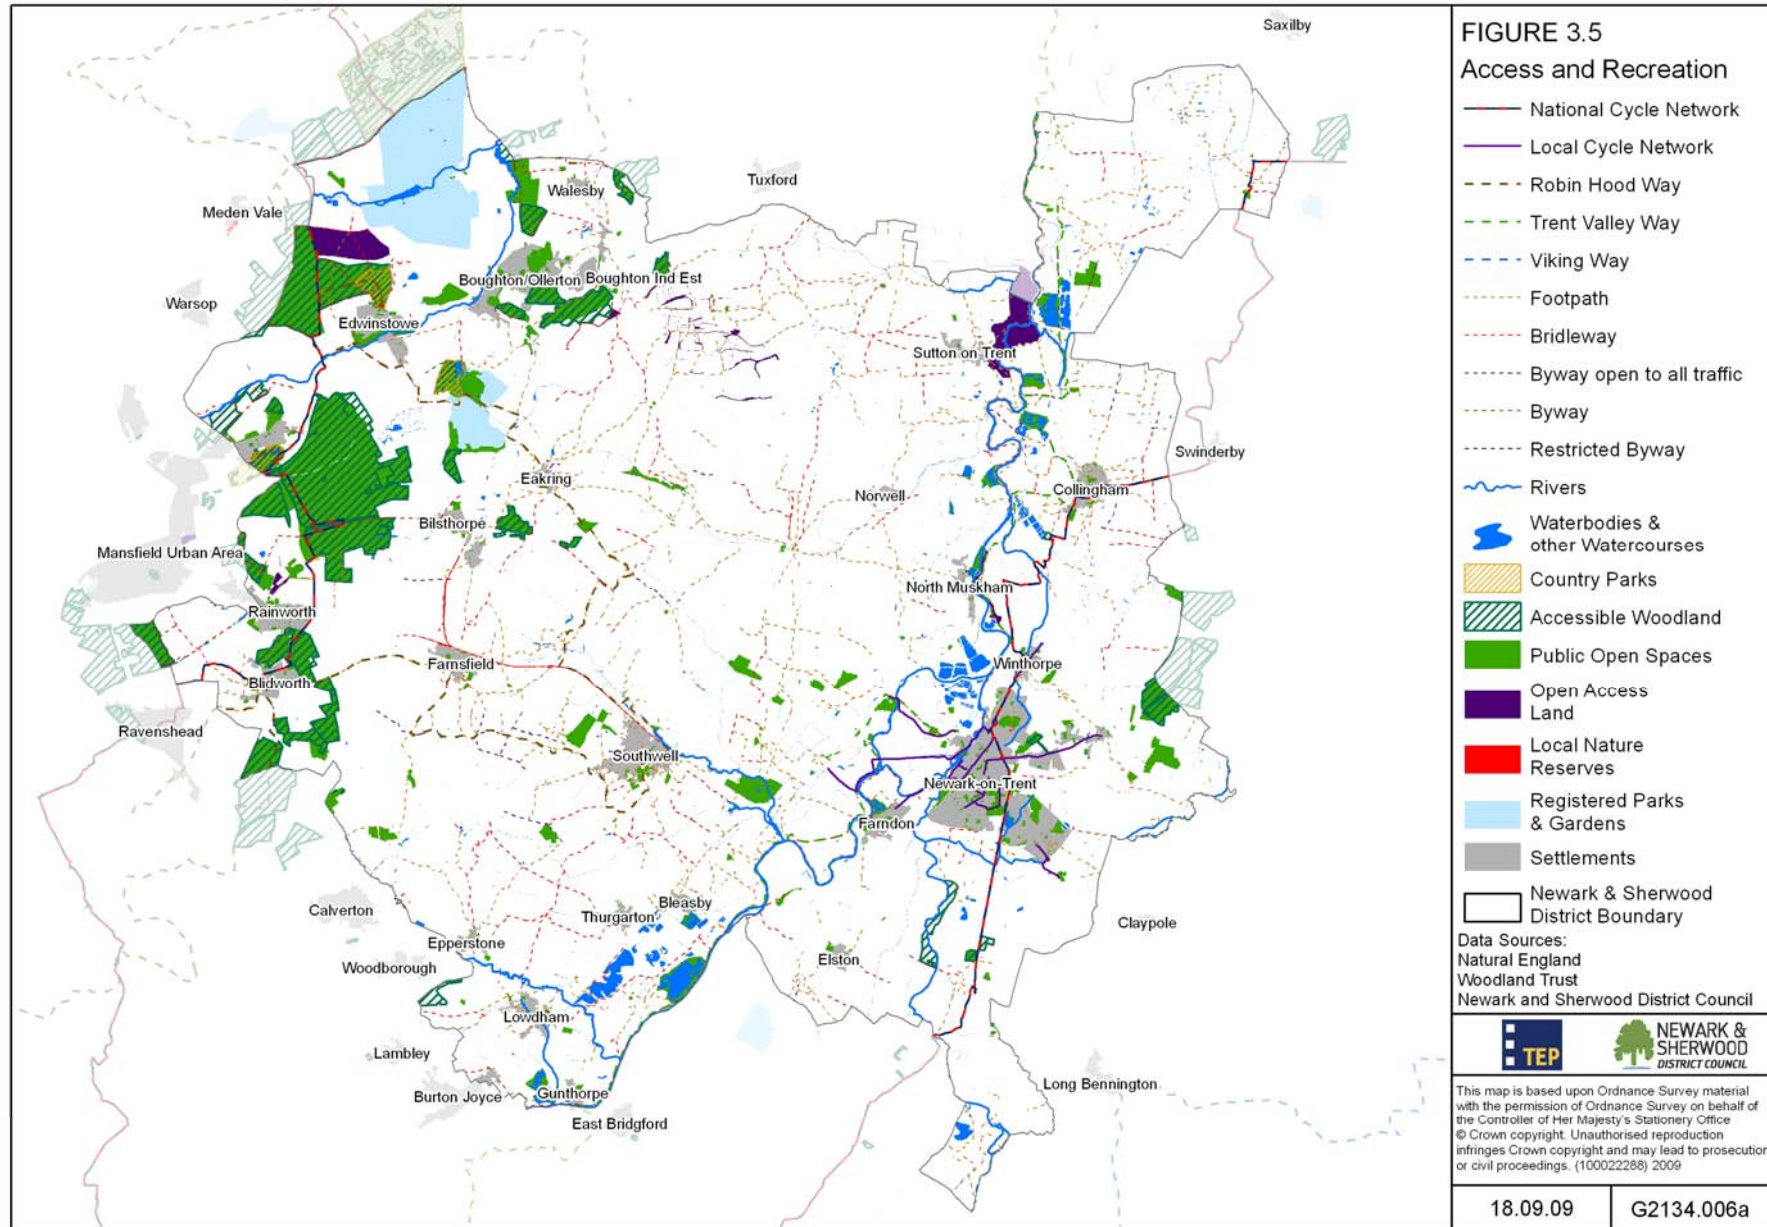 Saxilby
Tuxford
Walesby
Meden Vale
Boughton/Ollerton
Boughton Ind Est
Warsop
Edwinstowe
Sutton on Trent
Swinderby
Eakring
Norwell
Collingham
Bilsthorpe
Mansfield Urban Area
North Muskham
Rainworth
Farnsfield
Winthorpe
Blidworth
Ravenshead
Southwell
Newark-on-Trent
Farndon
Calverton
Thurgarton
Bleasby
Claypole
Epperstone
Woodborough
Elston
Lowdham
Lambley
Burton Joyce
Gunthorpe
Long Bennington
East Bridgford
FIGURE 3.5
Access and Recreation
National Cycle Network
Local Cycle Network
Robin Hood Way
Trent Valley Way
Viking Way
Footpath
Bridleway
Byway open to all traffic
Byway
Restricted Byway
Rivers
Waterbodies &
other Watercourses
Country Parks
Accessible Woodland
Public Open Spaces
Open Access
Land
Local Nature
Reserves
Registered Parks
& Gardens
Settlements
Newark & Sherwood
District Boundary
Data Sources:
Natural England
Woodland Trust
Newark and Sherwood District Council
TEP
NEWARK &
SHERWOOD
DISTRICT COUNCIL
This map is based upon Ordnance Survey material
with the permission of Ordnance Survey on behalf of
the Controller of Her Majesty's Stationery Office
© Crown copyright. Unauthorised reproduction
infringes Crown copyright and may lead to prosecution
or civil proceedings. (100022288) 2009
18.09.09
G2134.006a